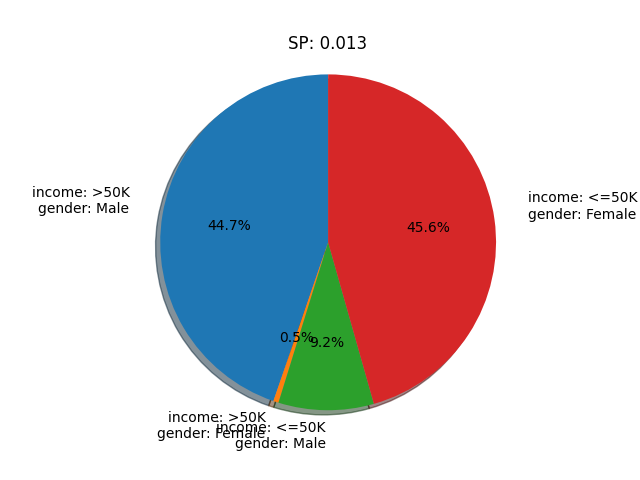 SP: 0.013
income: >50K
gender: Male
44.7%
income: <=50K
gender: Female
45.6%
0.5%
9.2%
income: >50K
gender: Female
income: <=50K
gender: Male